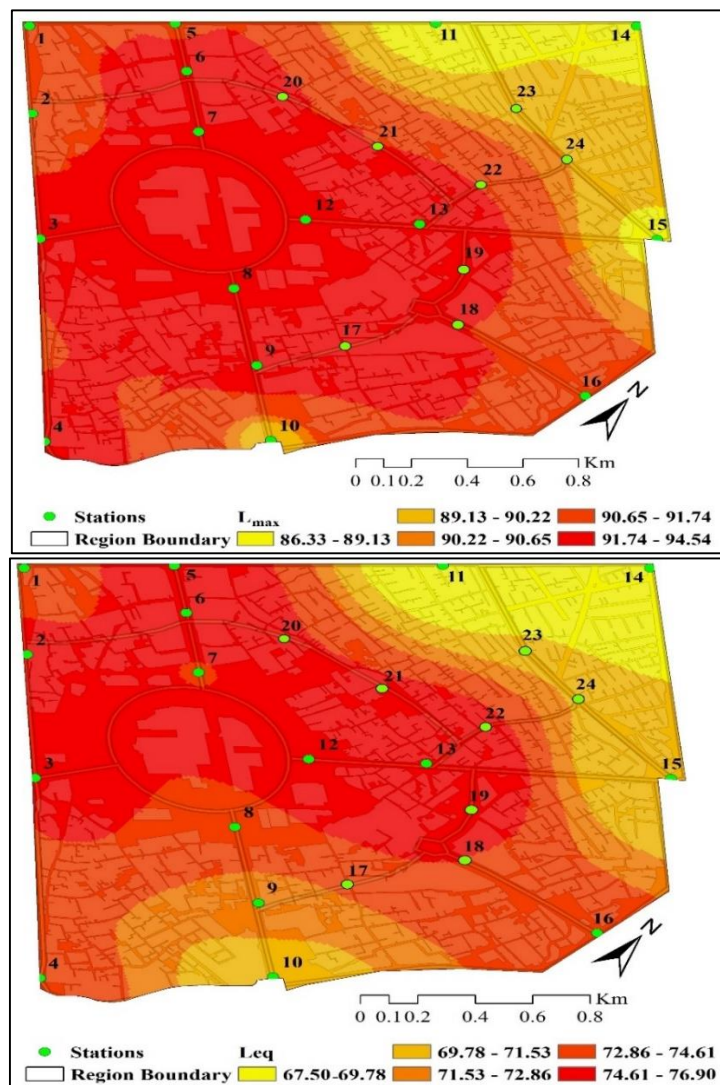 1 5 11 14
6
20
23
2
7
21
24
22
12 13
3 15
19
8
18
17
9
16
4 10
N
Km
0 0.1 0.2 0.4 0.6 0.8
Stations Lmax 89.13 - 90.22 90.65 - 91.74
Region Boundary 86.33 - 89.13 90.22 - 90.65 91.74 - 94.54
1 5 11 14
6
20
23
2
7
21
24
22
12 13
3 15
19
8
18
17
9
16
4 10
N
Km
0 0.1 0.2 0.4 0.6 0.8
Stations Leq 69.78 - 71.53 72.86 - 74.61
Region Boundary 67.50-69.78 71.53 - 72.86 74.61 - 76.90